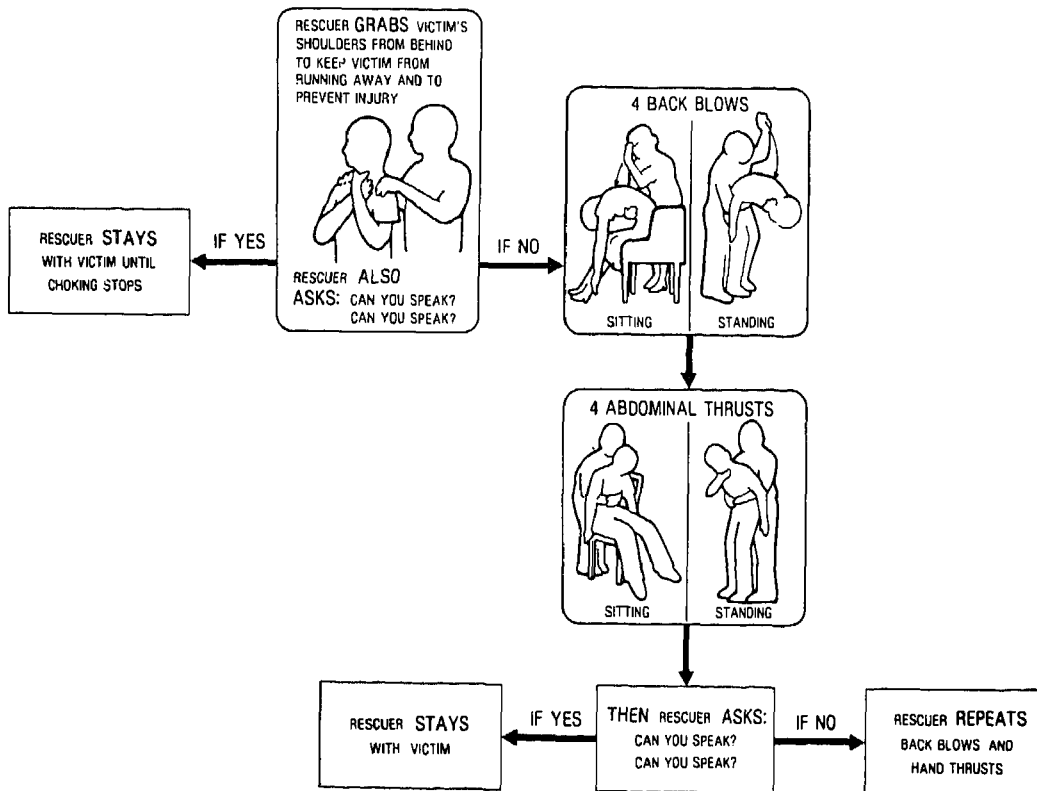 RESCUER GRABS VICTIM'S
SHOULDERS FROM BEHIND
TO KEEP VICTIM FROM
RUNNING AWAY AND TO
PREVENT INJURY
RESCUER ALSO
ASKS: CAN YOU SPEAK?
CAN YOU SPEAK?
IF YES
RESCUER STAYS
WITH VICTIM UNTIL
CHOKING STOPS
IF NO
4 BACK BLOWS
SITTING
STANDING
4 ABDOMINAL THRUSTS
SITTING
STANDING
THEN RESCUER ASKS:
CAN YOU SPEAK?
CAN YOU SPEAK?
IF YES
RESCUER STAYS
WITH VICTIM
IF NO
RESCUER REPEATS
BACK BLOWS AND
HAND THRUSTS